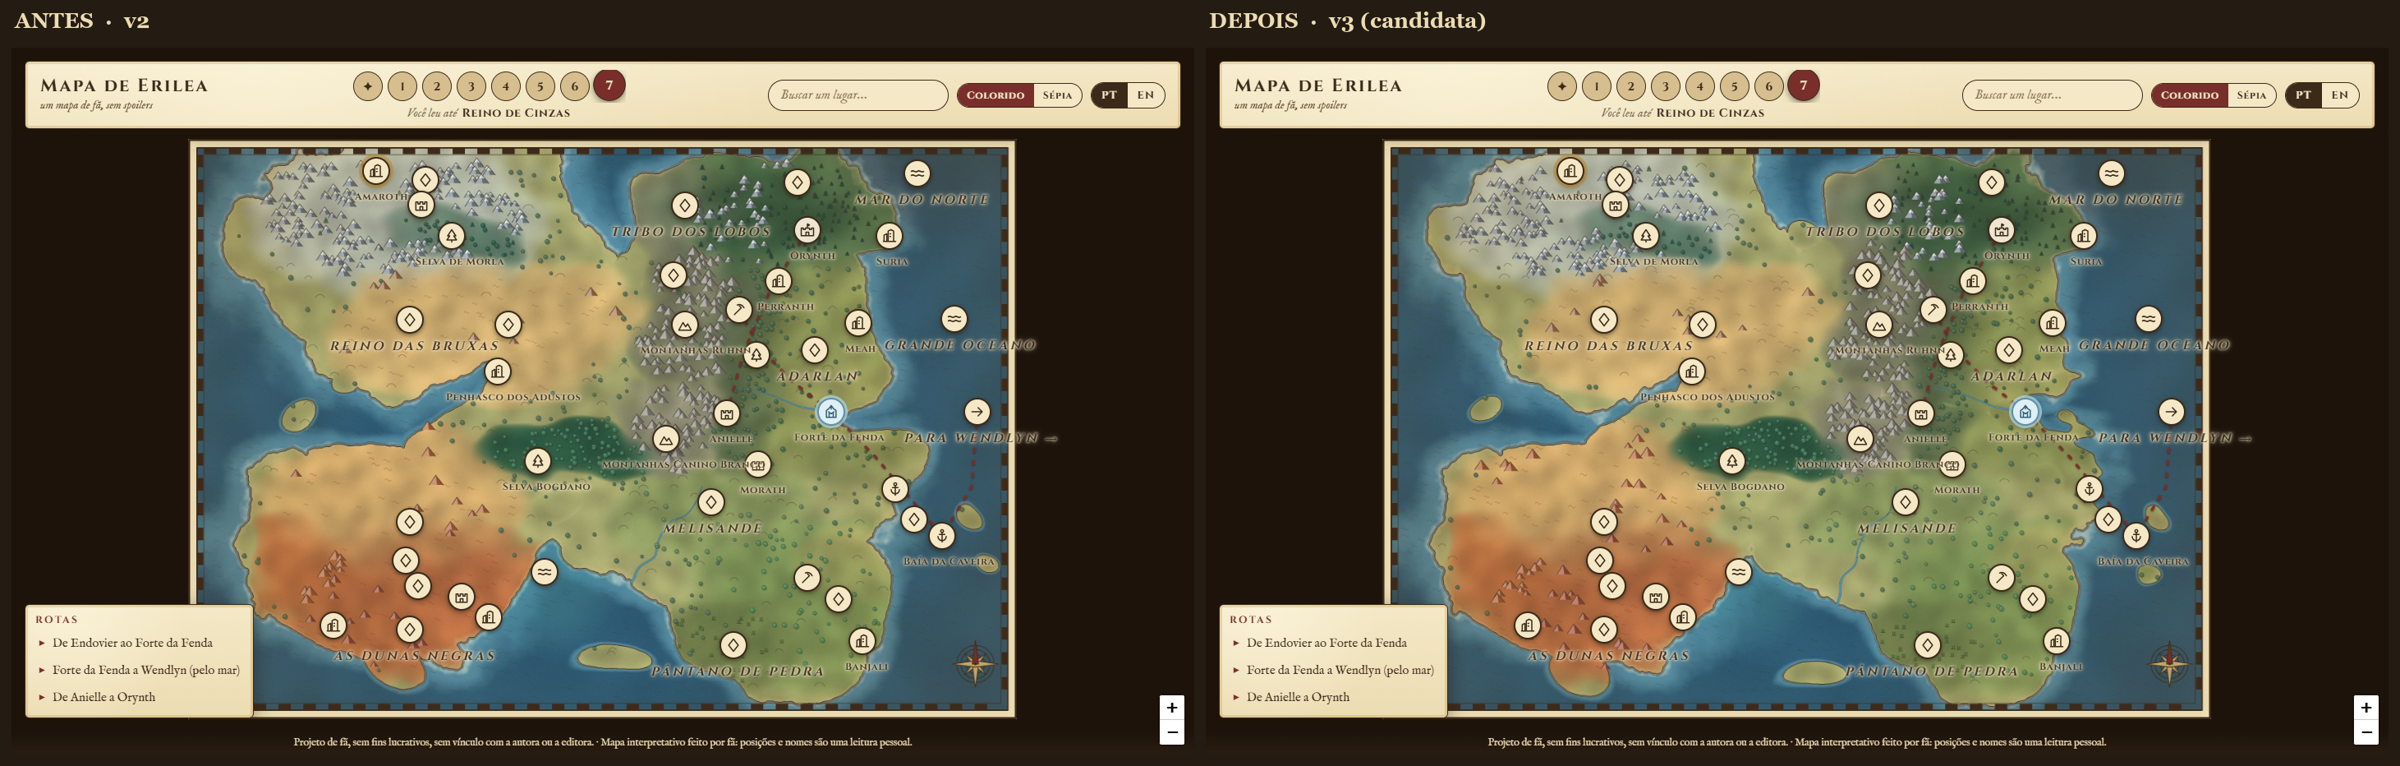 ANTES · v2
MAPA DE ERILEA
um mapa de fã, sem spoilers
✦ 1 2 3 4 5 6 7
Você leu até REINO DE CINZAS
Buscar um lugar...
COLORIDO SÉPIA
PT EN
AMAROTH
MAR DO NORTE
TRIBO DOS LOBOS
ORYNTH
SURIA
SELVA DE MORLA
PERRANTH
REINO DAS BRUXAS
MONTANHAS RUHNN
MEAH
GRANDE OCEANO
ADARLAN
PENHASCO DOS ADUSTOS
ANIELLE
FORTE DA FENDA
PARA WENDLYN →
MONTANHAS CANINO BRANCO
SELVA BOGDANO
MORATH
MELISANDE
BAÍA DA CAVEIRA
AS DUNAS NEGRAS
PÂNTANO DE PEDRA
BANJALI
ROTAS
▸ De Endovier ao Forte da Fenda
▸ Forte da Fenda a Wendlyn (pelo mar)
▸ De Anielle a Orynth
+
−
Projeto de fã, sem fins lucrativos, sem vínculo com a autora ou a editora. · Mapa interpretativo feito por fã: posições e nomes são uma leitura pessoal.
DEPOIS · v3 (candidata)
MAPA DE ERILEA
um mapa de fã, sem spoilers
✦ 1 2 3 4 5 6 7
Você leu até REINO DE CINZAS
Buscar um lugar...
COLORIDO SÉPIA
PT EN
AMAROTH
MAR DO NORTE
TRIBO DOS LOBOS
ORYNTH
SURIA
SELVA DE MORLA
PERRANTH
REINO DAS BRUXAS
MONTANHAS RUHNN
MEAH
GRANDE OCEANO
ADARLAN
PENHASCO DOS ADUSTOS
ANIELLE
FORTE DA FENDA
PARA WENDLYN →
MONTANHAS CANINO BRANCO
SELVA BOGDANO
MORATH
MELISANDE
BAÍA DA CAVEIRA
AS DUNAS NEGRAS
PÂNTANO DE PEDRA
BANJALI
ROTAS
▸ De Endovier ao Forte da Fenda
▸ Forte da Fenda a Wendlyn (pelo mar)
▸ De Anielle a Orynth
+
−
Projeto de fã, sem fins lucrativos, sem vínculo com a autora ou a editora. · Mapa interpretativo feito por fã: posições e nomes são uma leitura pessoal.